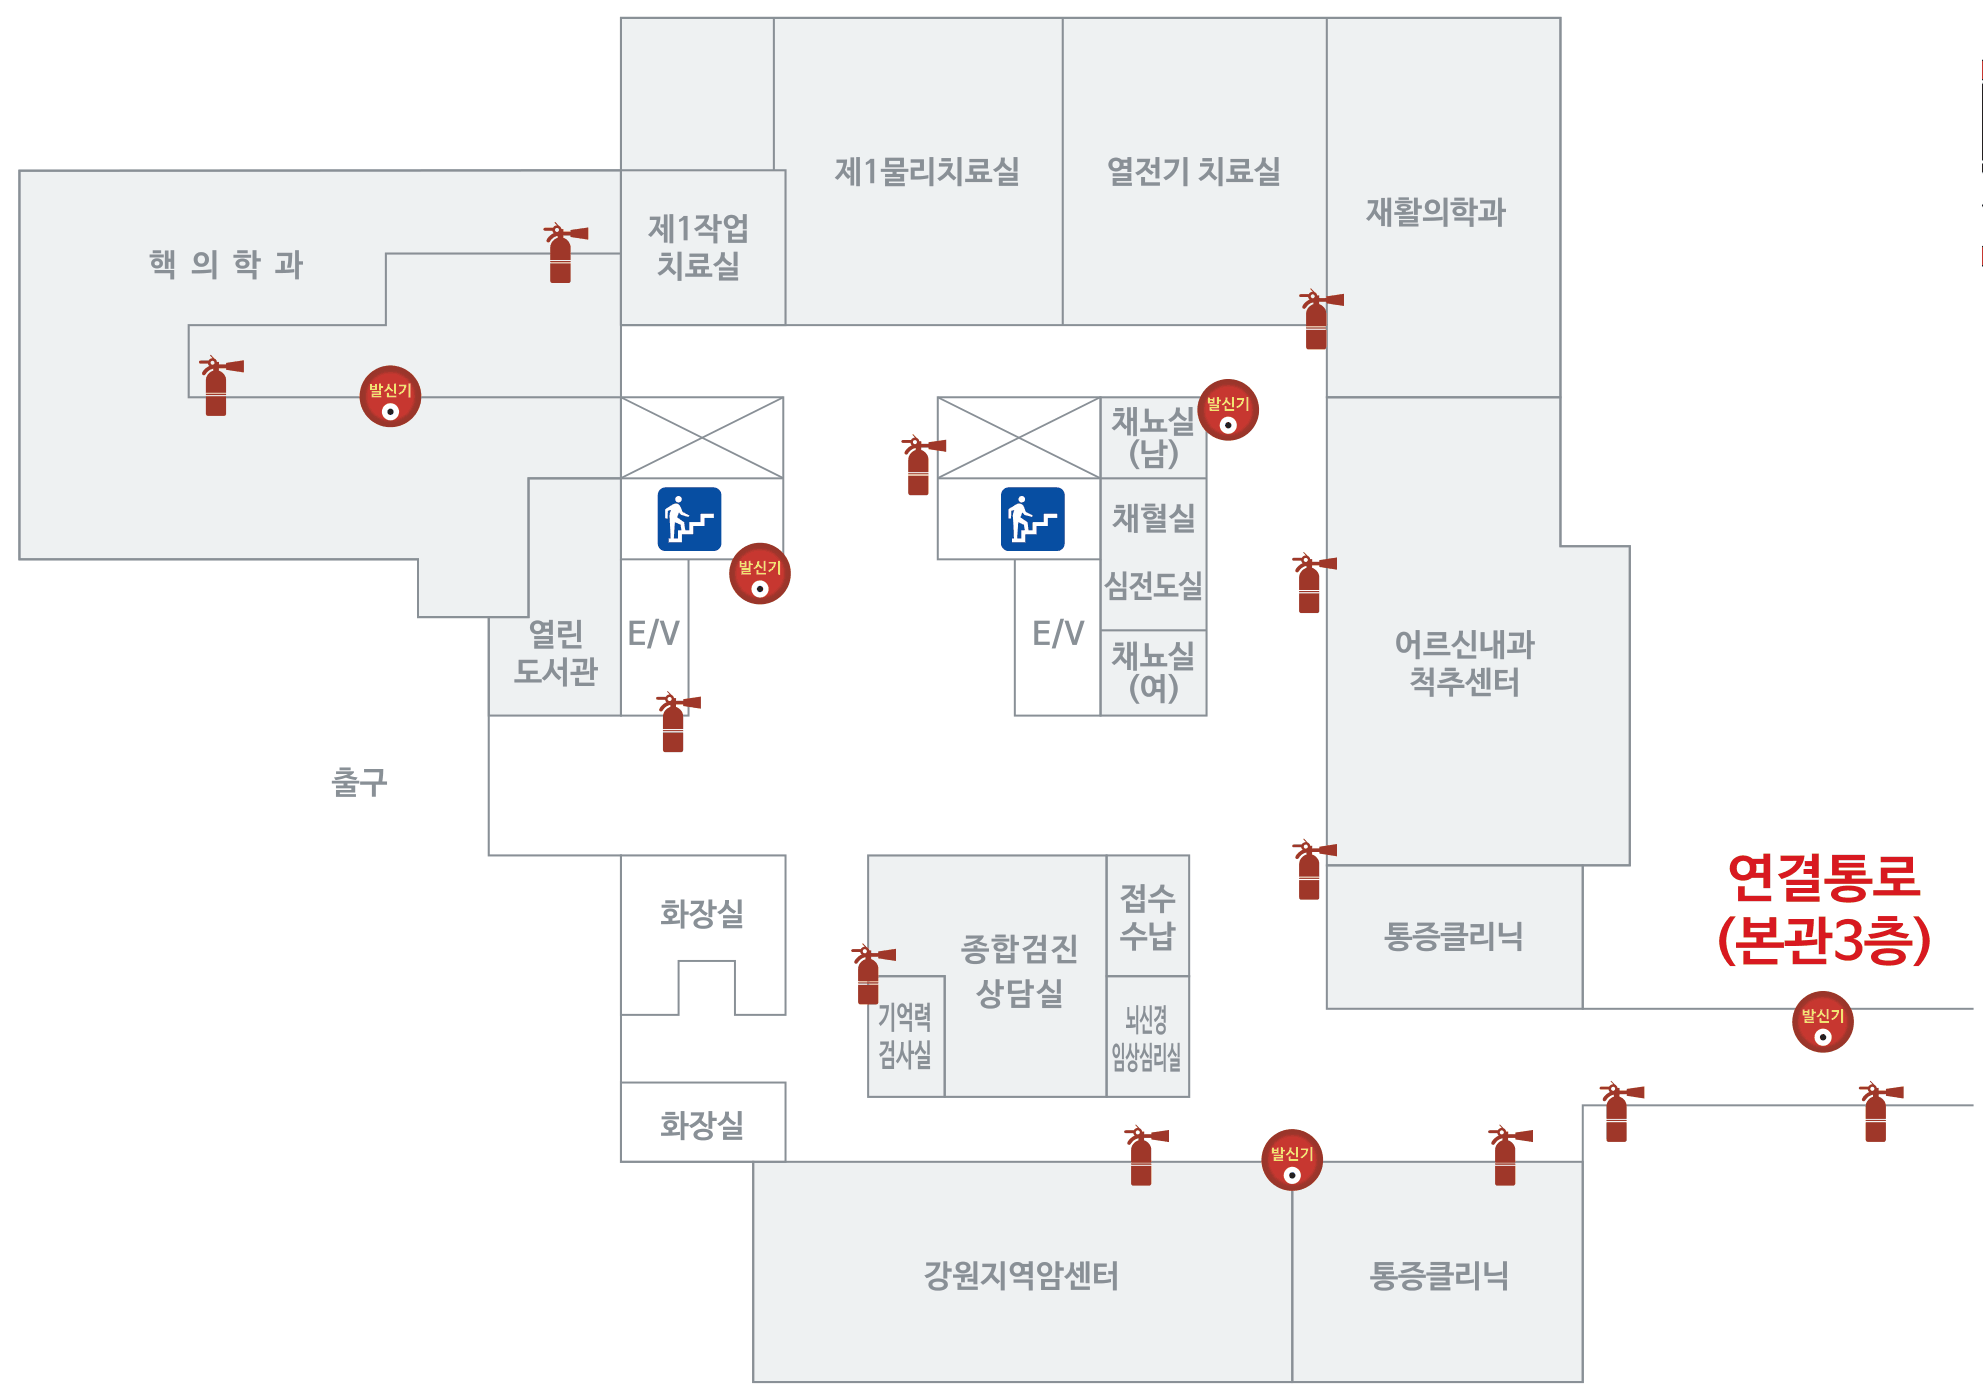 제1물리치료실
열전기 치료실
재활의학과
제1작업
치료실
핵 의 학 과
발신기
발신기
채뇨실
(남)
채혈실
심전도실
발신기
열린
도서관
E/V
E/V
채뇨실
(여)
어르신내과
척추센터
출구
연결통로
(본관3층)
화장실
접수
수납
종합검진
상담실
통증클리닉
기억력
검사실
뇌신경
임상심리실
발신기
화장실
발신기
강원지역암센터
통증클리닉